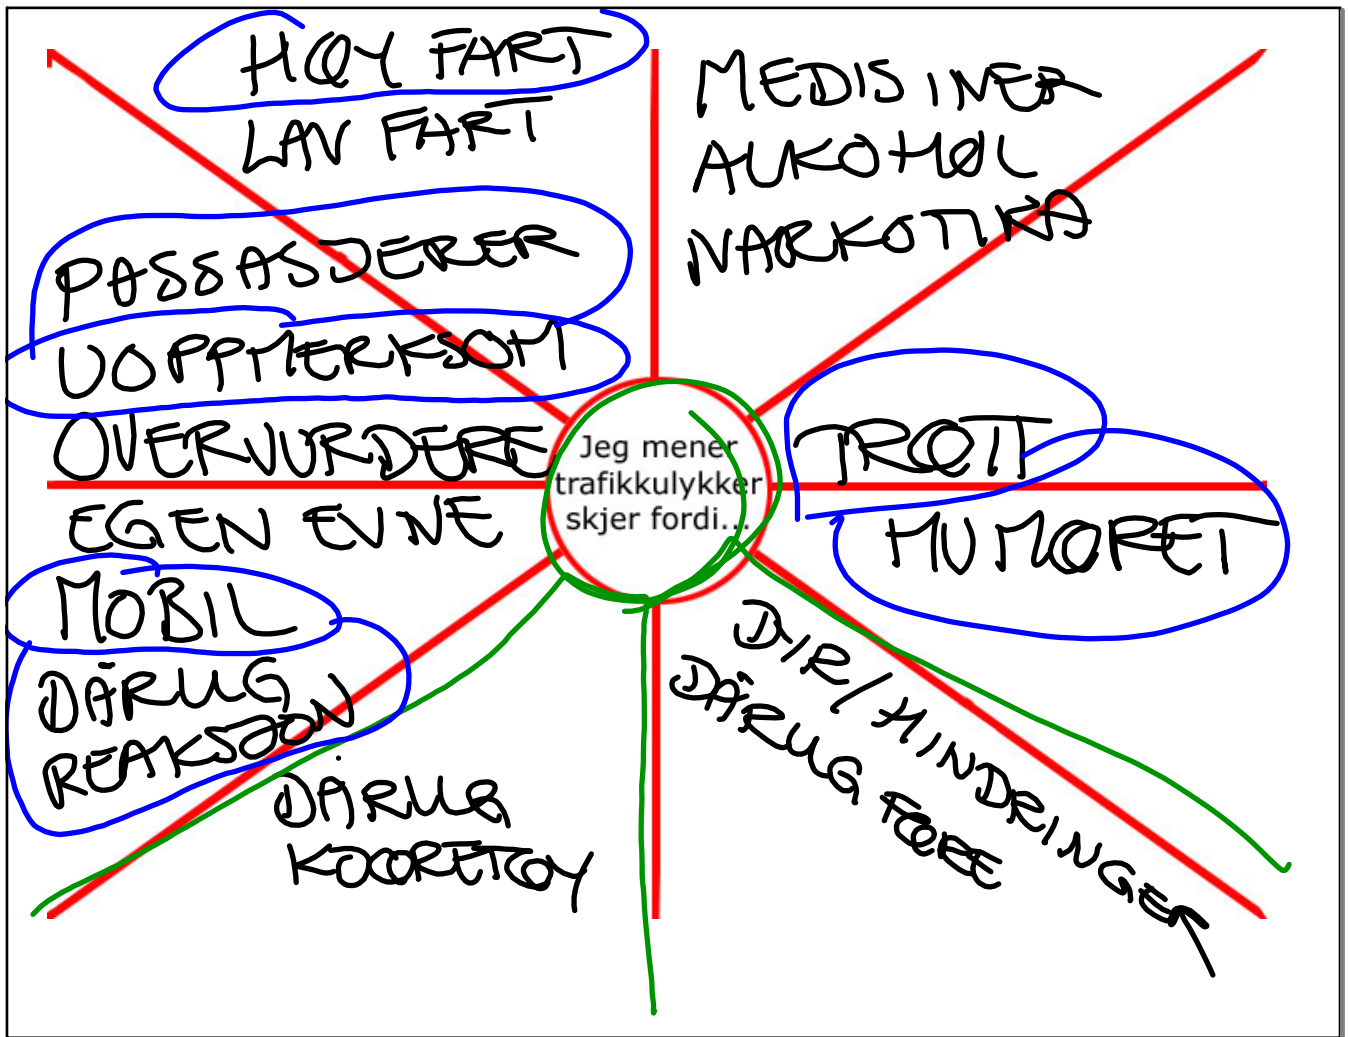 HØY FART
LAV FART
PASSASJERER
UOPPMERKSOM
OVERVURDERE
EGEN EVNE
MOBIL
DÅRLIG
REAKSJON
DÅRLIG
KJØRETØY
MEDISINER
ALKOHOL
NARKOTIKA
Jeg mener
trafikkulykker
skjer fordi...
TRØTT
HUMØRET
DYR/HINDRINGER
DÅRLIG FØRE